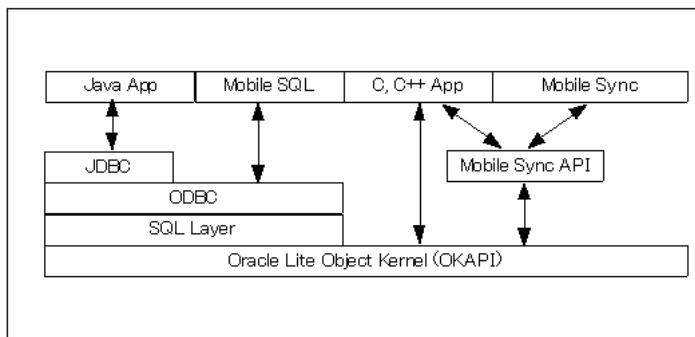 Java App
Mobile SQL
C, C++ App
Mobile Sync
JDBC
Mobile Sync API
ODBC
SQL Layer
Oracle Lite Object Kernel (OKAPI)